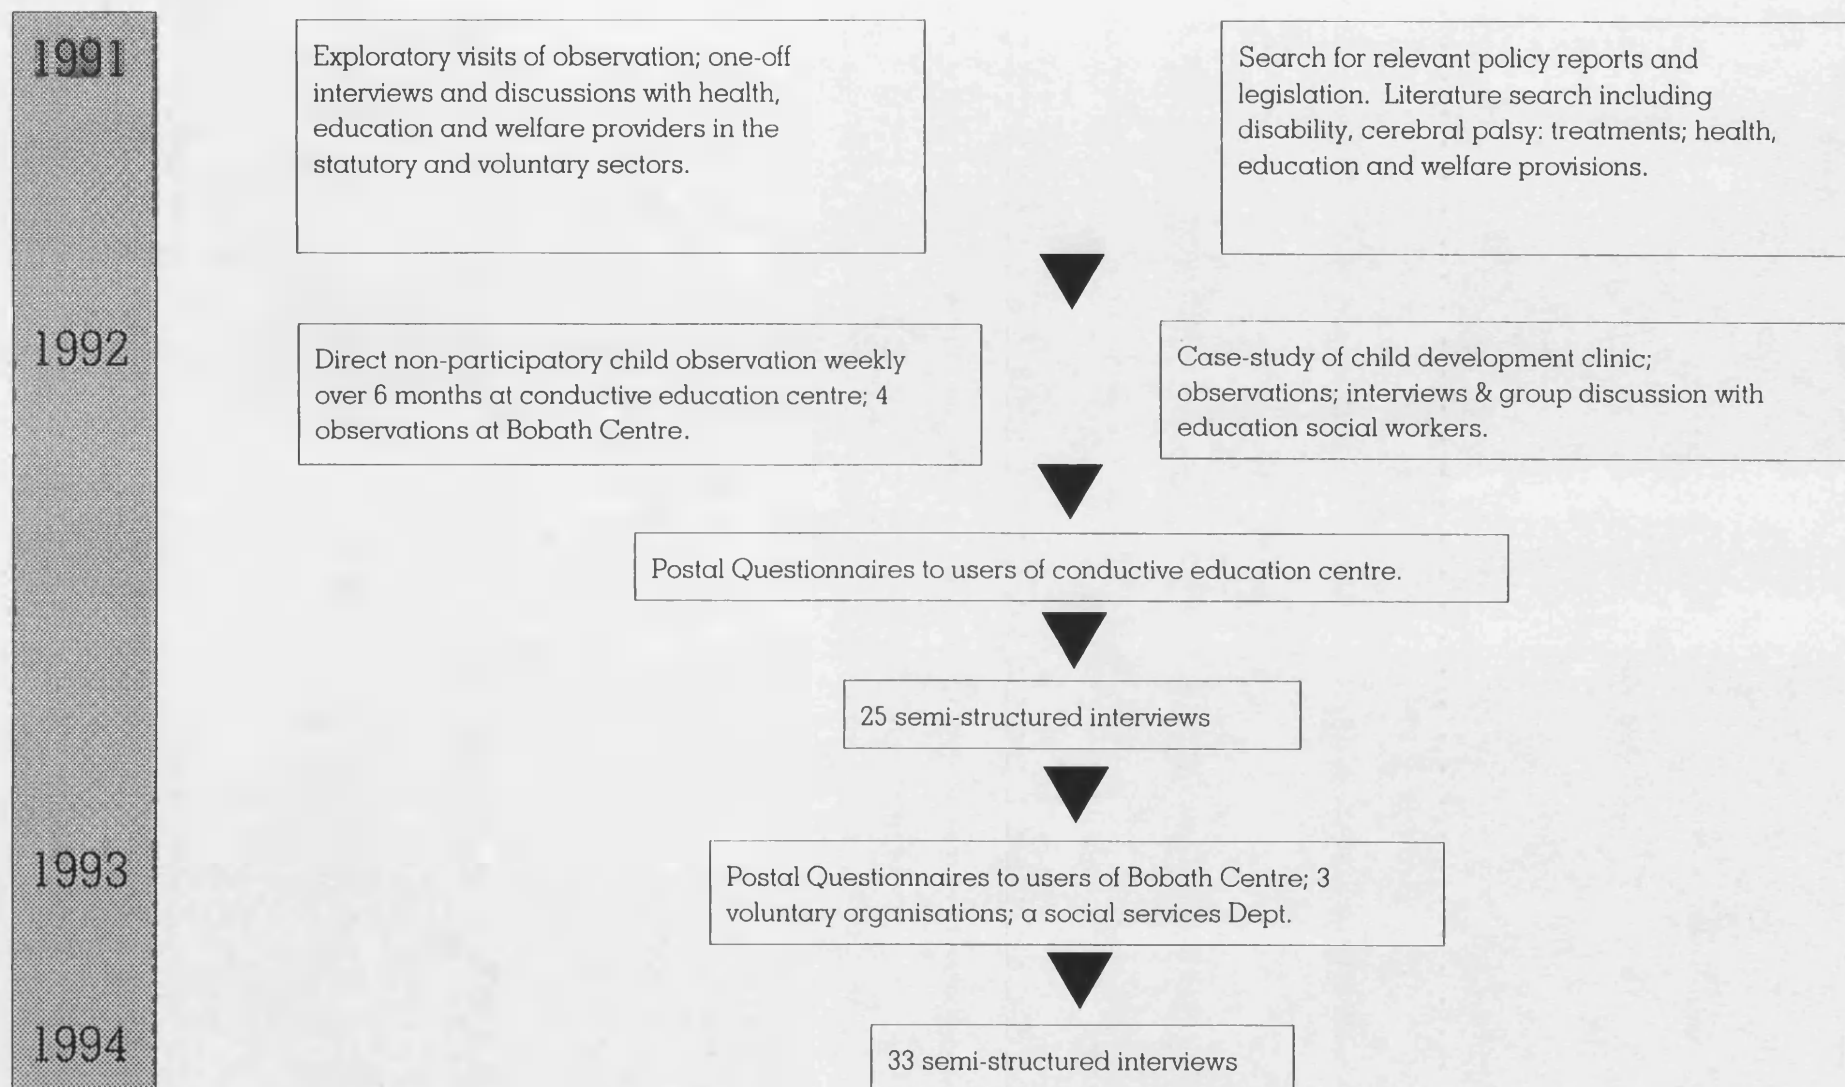 1991
Exploratory visits of observation; one-off
interviews and discussions with health,
education and welfare providers in the
statutory and voluntary sectors.
Search for relevant policy reports and
legislation. Literature search including
disability, cerebral palsy: treatments; health,
education and welfare provisions.
1992
Direct non-participatory child observation weekly
over 6 months at conductive education centre; 4
observations at Bobath Centre.
Case-study of child development clinic;
observations; interviews & group discussion with
education social workers.
Postal Questionnaires to users of conductive education centre.
25 semi-structured interviews
1993
Postal Questionnaires to users of Bobath Centre; 3
voluntary organisations; a social services Dept.
1994
33 semi-structured interviews